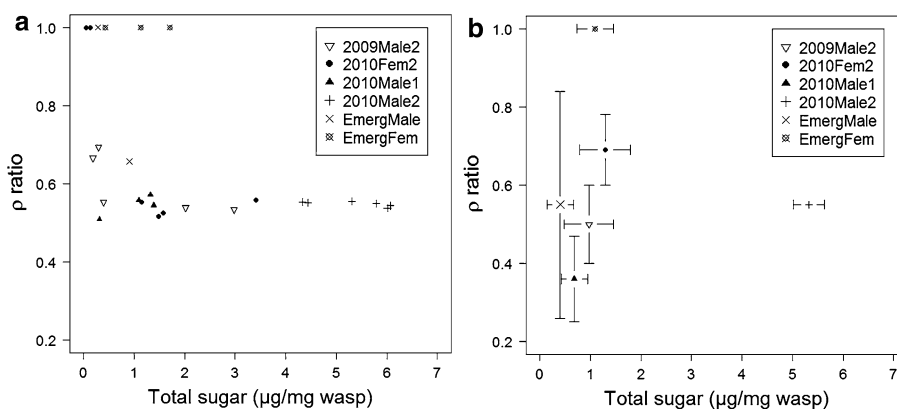 a
b
1.0
0.8
0.6
0.4
0.2
ρ ratio
0 1 2 3 4 5 6 7
Total sugar (µg/mg wasp)
2009Male2
2010Fem2
2010Male1
2010Male2
EmergMale
EmergFem
1.0
0.8
0.6
0.4
0.2
ρ ratio
0 1 2 3 4 5 6 7
Total sugar (µg/mg wasp)
2009Male2
2010Fem2
2010Male1
2010Male2
EmergMale
EmergFem